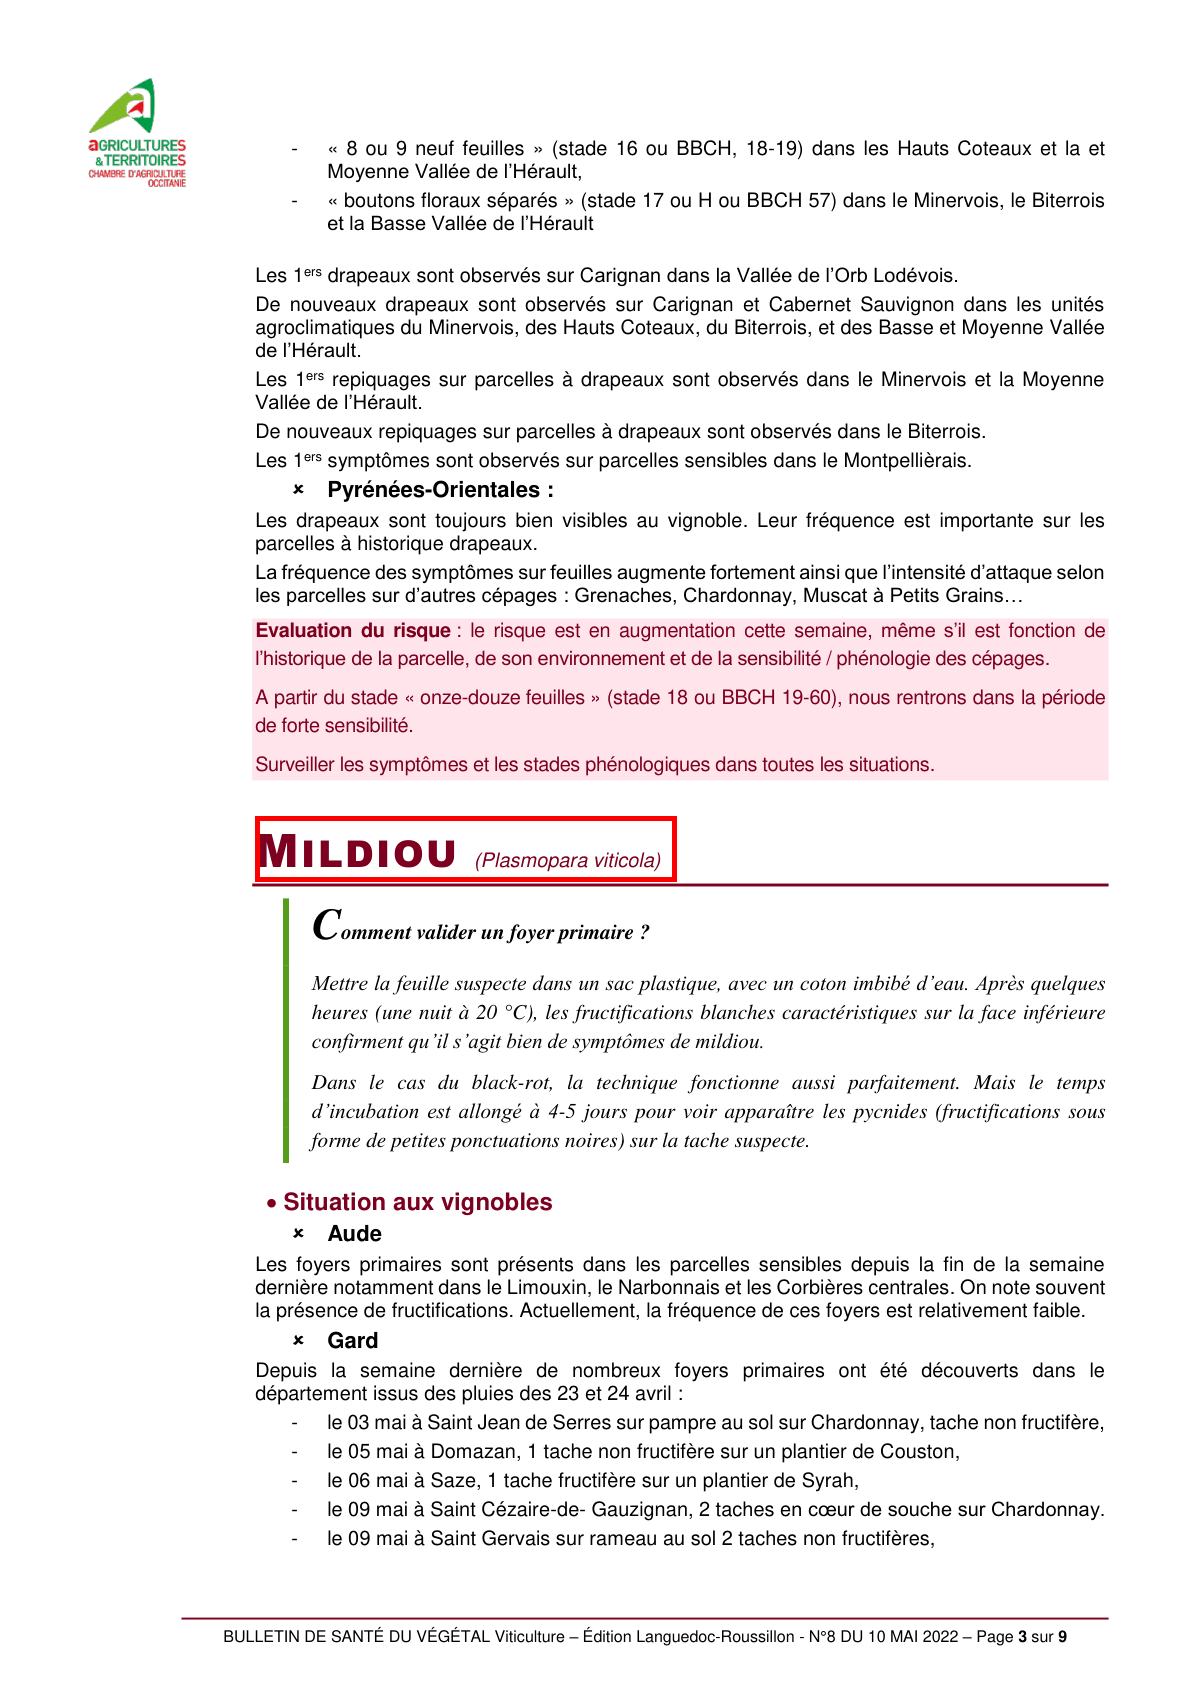 aGRICULTURES
& TERRITOIRES
CHAMBRE D'AGRICULTURE
OCCITANIE
- « 8 ou 9 neuf feuilles » (stade 16 ou BBCH, 18-19) dans les Hauts Coteaux et la et
Moyenne Vallée de l'Hérault,
- « boutons floraux séparés » (stade 17 ou H ou BBCH 57) dans le Minervois, le Biterrois
et la Basse Vallée de l'Hérault
Les 1ers drapeaux sont observés sur Carignan dans la Vallée de l'Orb Lodévois.
De nouveaux drapeaux sont observés sur Carignan et Cabernet Sauvignon dans les unités
agroclimatiques du Minervois, des Hauts Coteaux, du Biterrois, et des Basse et Moyenne Vallée
de l'Hérault.
Les 1ers repiquages sur parcelles à drapeaux sont observés dans le Minervois et la Moyenne
Vallée de l'Hérault.
De nouveaux repiquages sur parcelles à drapeaux sont observés dans le Biterrois.
Les 1ers symptômes sont observés sur parcelles sensibles dans le Montpellièrais.
× Pyrénées-Orientales :
Les drapeaux sont toujours bien visibles au vignoble. Leur fréquence est importante sur les
parcelles à historique drapeaux.
La fréquence des symptômes sur feuilles augmente fortement ainsi que l'intensité d'attaque selon
les parcelles sur d'autres cépages : Grenaches, Chardonnay, Muscat à Petits Grains…
Evaluation du risque : le risque est en augmentation cette semaine, même s'il est fonction de
l'historique de la parcelle, de son environnement et de la sensibilité / phénologie des cépages.
A partir du stade « onze-douze feuilles » (stade 18 ou BBCH 19-60), nous rentrons dans la période
de forte sensibilité.
Surveiller les symptômes et les stades phénologiques dans toutes les situations.
MILDIOU (Plasmopara viticola)
Comment valider un foyer primaire ?
Mettre la feuille suspecte dans un sac plastique, avec un coton imbibé d'eau. Après quelques
heures (une nuit à 20 °C), les fructifications blanches caractéristiques sur la face inférieure
confirment qu'il s'agit bien de symptômes de mildiou.
Dans le cas du black-rot, la technique fonctionne aussi parfaitement. Mais le temps
d'incubation est allongé à 4-5 jours pour voir apparaître les pycnides (fructifications sous
forme de petites ponctuations noires) sur la tache suspecte.
• Situation aux vignobles
× Aude
Les foyers primaires sont présents dans les parcelles sensibles depuis la fin de la semaine
dernière notamment dans le Limouxin, le Narbonnais et les Corbières centrales. On note souvent
la présence de fructifications. Actuellement, la fréquence de ces foyers est relativement faible.
× Gard
Depuis la semaine dernière de nombreux foyers primaires ont été découverts dans le
département issus des pluies des 23 et 24 avril :
- le 03 mai à Saint Jean de Serres sur pampre au sol sur Chardonnay, tache non fructifère,
- le 05 mai à Domazan, 1 tache non fructifère sur un plantier de Couston,
- le 06 mai à Saze, 1 tache fructifère sur un plantier de Syrah,
- le 09 mai à Saint Cézaire-de- Gauzignan, 2 taches en cœur de souche sur Chardonnay.
- le 09 mai à Saint Gervais sur rameau au sol 2 taches non fructifères,
BULLETIN DE SANTÉ DU VÉGÉTAL Viticulture – Édition Languedoc-Roussillon - N°8 DU 10 MAI 2022 – Page 3 sur 9